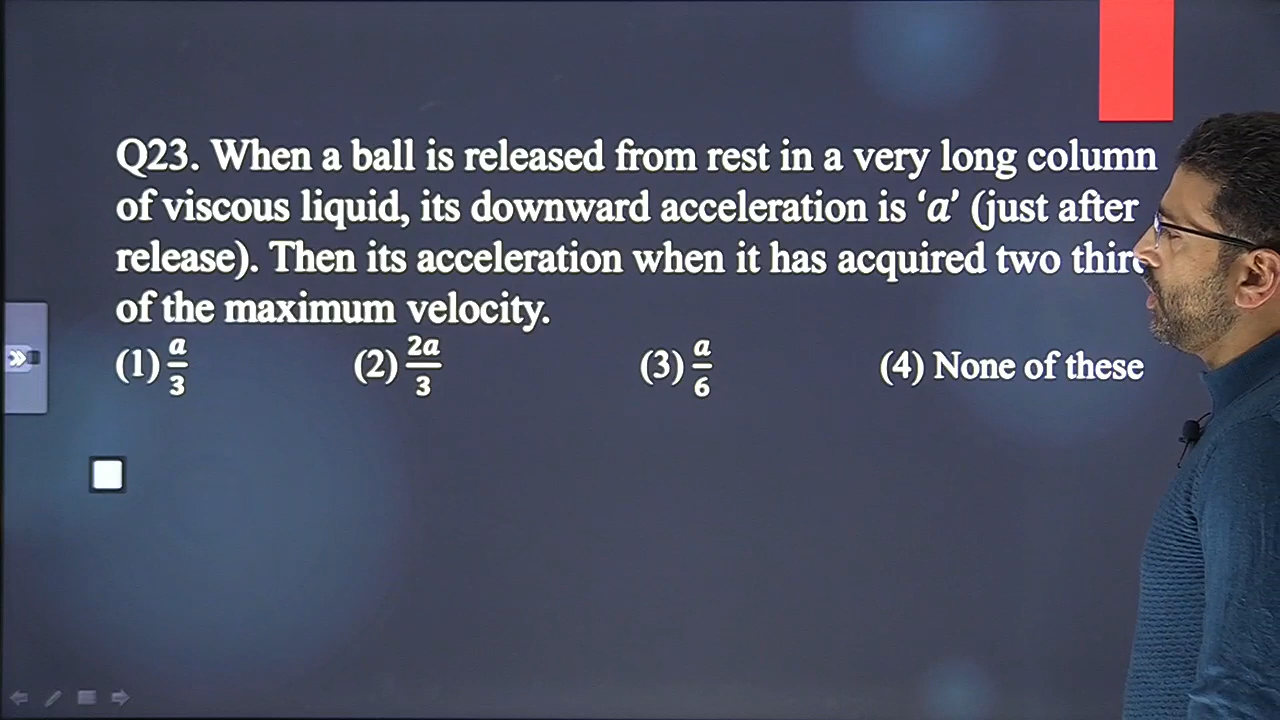 Q23. When a ball is released from rest in a very long column
of viscous liquid, its downward acceleration is ‘a’ (just after
release). Then its acceleration when it has acquired two third
of the maximum velocity.
(1) a/3 (2) 2a/3 (3) a/6 (4) None of these